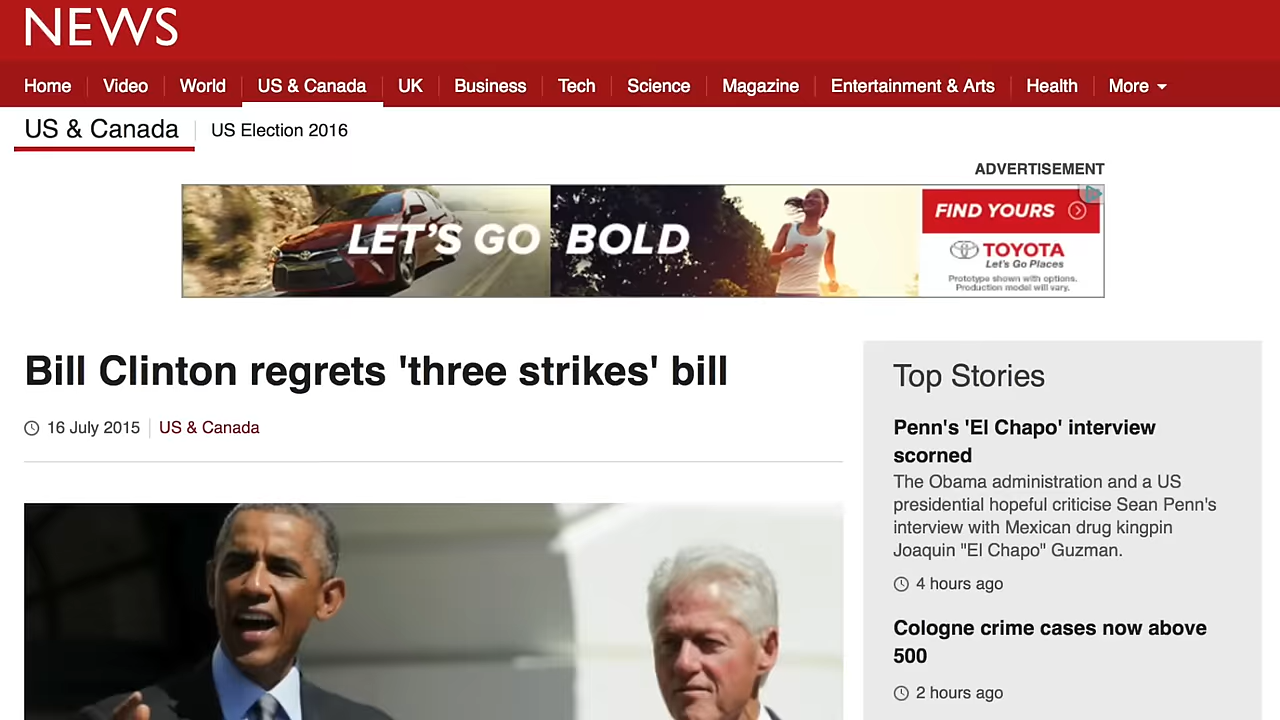 NEWS
Home Video World US & Canada UK Business Tech Science Magazine Entertainment & Arts Health More
US & Canada US Election 2016
ADVERTISEMENT
LET'S GO BOLD
FIND YOURS
TOYOTA
Let's Go Places
Prototype shown with options.
Production model will vary.
Bill Clinton regrets 'three strikes' bill
16 July 2015 US & Canada
Top Stories
Penn's 'El Chapo' interview
scorned
The Obama administration and a US
presidential hopeful criticise Sean Penn's
interview with Mexican drug kingpin
Joaquin "El Chapo" Guzman.
4 hours ago
Cologne crime cases now above
500
2 hours ago